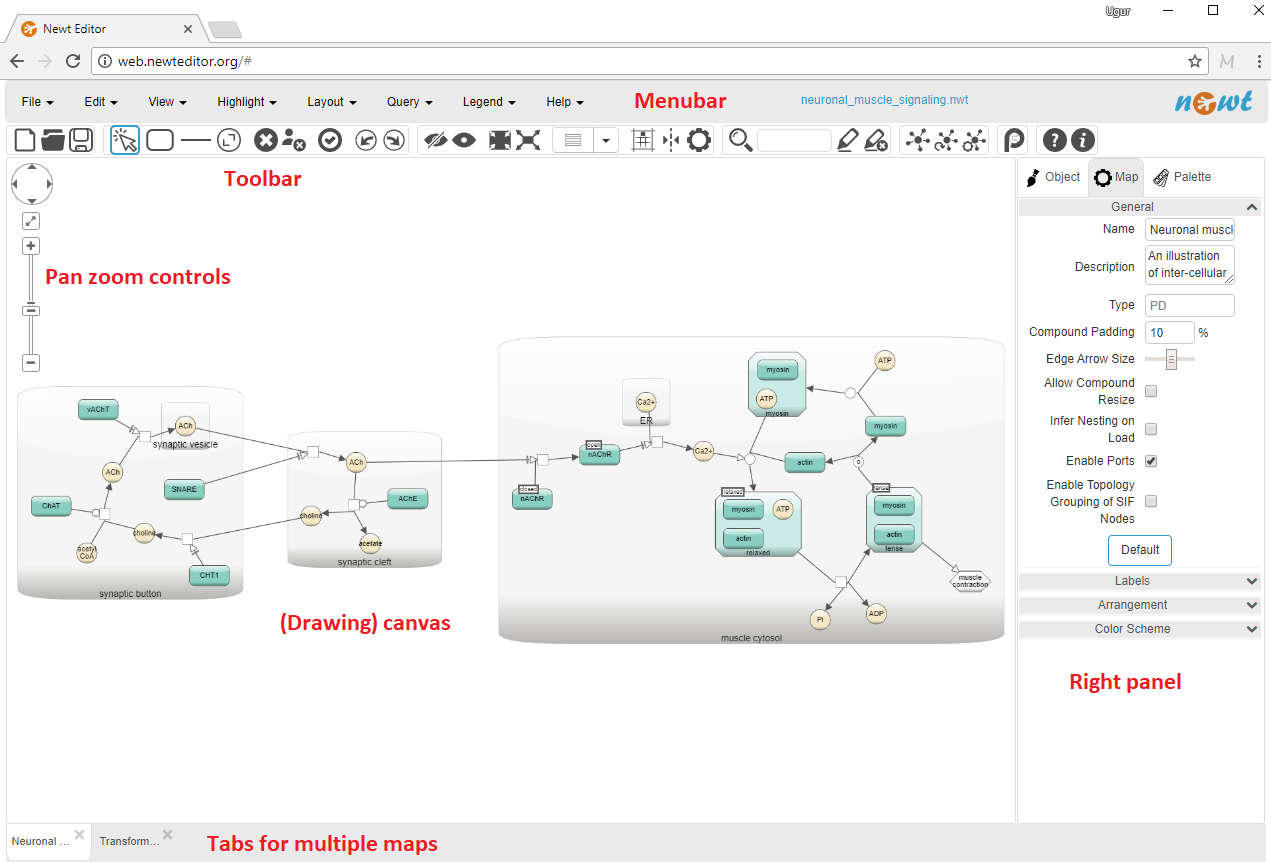 Newt Editor
Ugur
web.newteditor.org/#
File Edit View Highlight Layout Query Legend Help Menubar neuronal_muscle_signaling.nwt newt
Toolbar
Object Map Palette
General
Name Neuronal muscl
Description An illustration
of inter-cellular
Type PD
Compound Padding 10 %
Edge Arrow Size
Allow Compound
Resize
Infer Nesting on
Load
Enable Ports
Enable Topology
Grouping of SIF
Nodes
Default
Labels
Arrangement
Color Scheme
Right panel
Pan zoom controls
vAChT
ACh
synaptic vesicle
ACh
SNARE
ChAT
choline
acetyl
CoA
CHT1
synaptic button
ACh
AChE
choline
acetate
synaptic cleft
(Drawing) canvas
Ca2+
ER
open
nAChR
closed
nAChR
Ca2+
myosin
ATP
myosin
ATP
myosin
actin
relaxed
myosin
ATP
actin
relaxed
tense
myosin
actin
tense
muscle
contraction
Pi
ADP
muscle cytosol
Neuronal ...
Transform...
Tabs for multiple maps